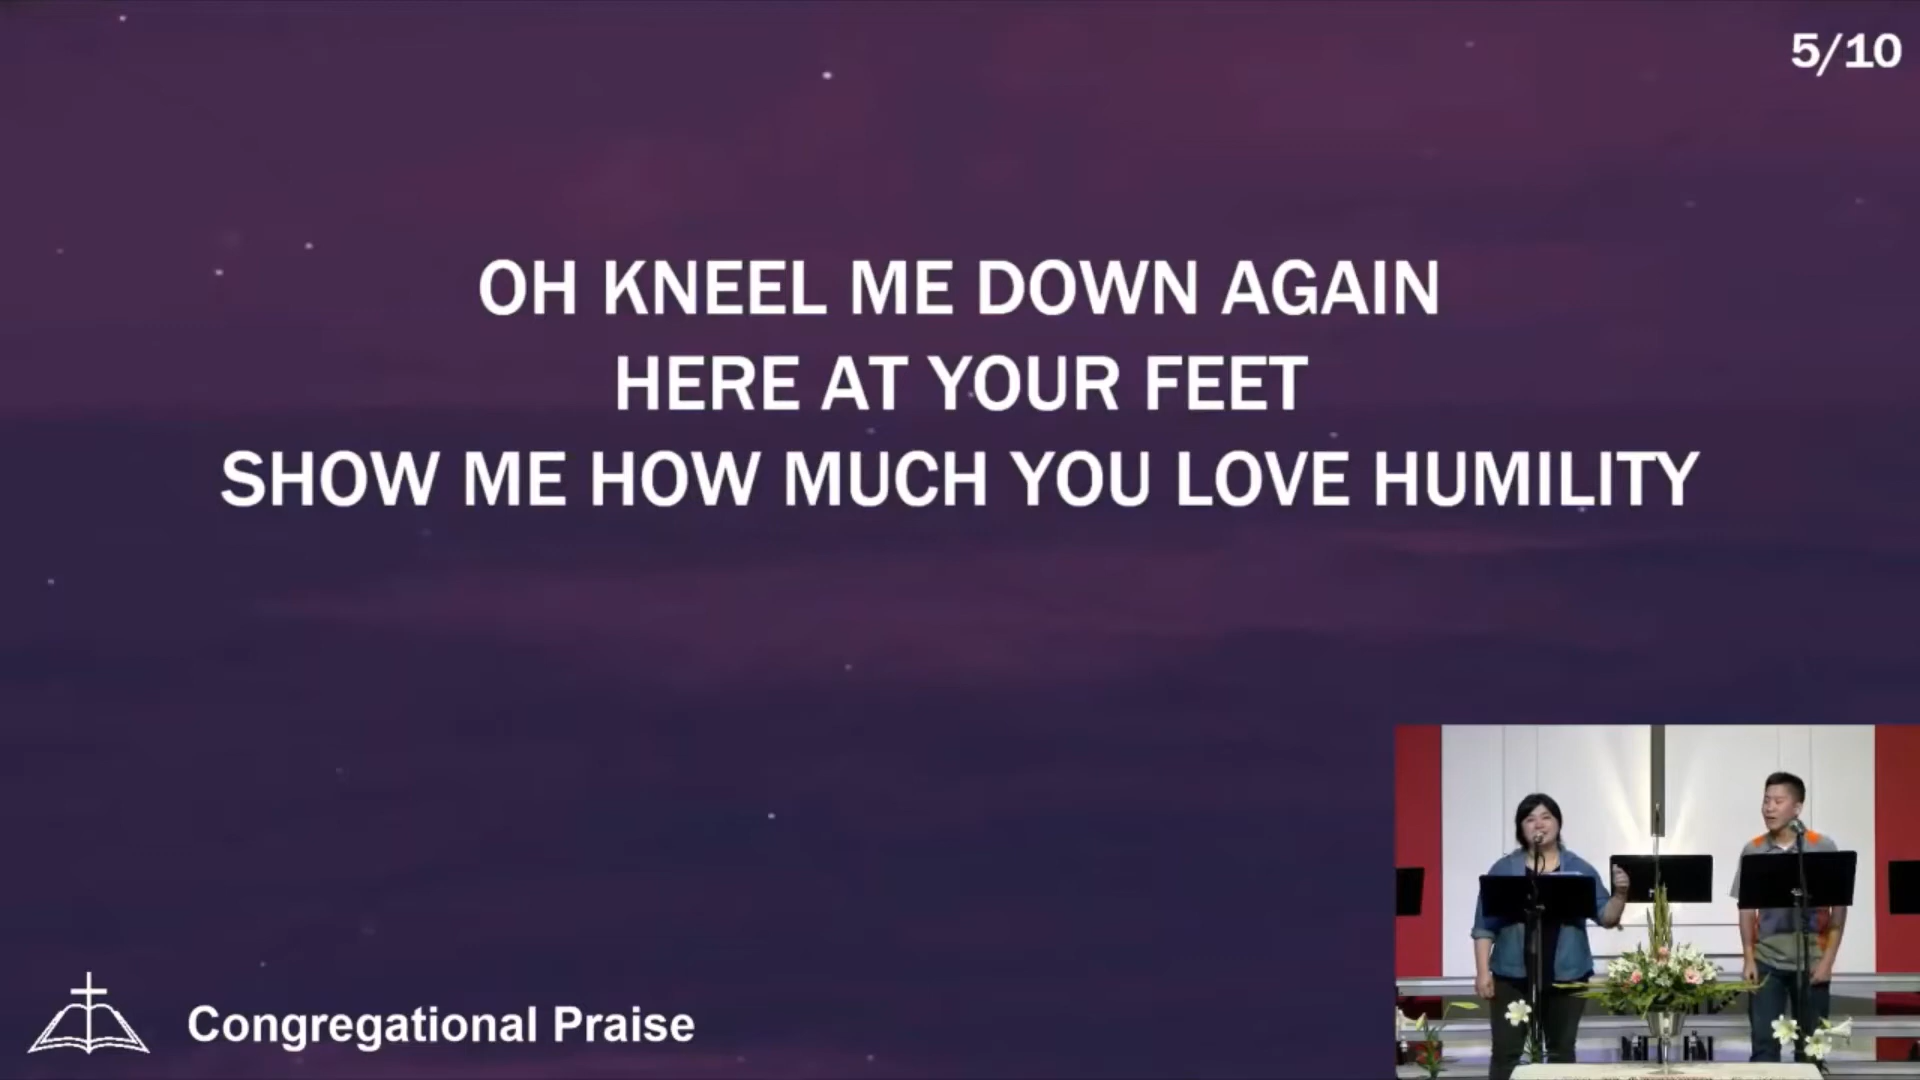 5/10
OH KNEEL ME DOWN AGAIN
HERE AT YOUR FEET
SHOW ME HOW MUCH YOU LOVE HUMILITY
Congregational Praise